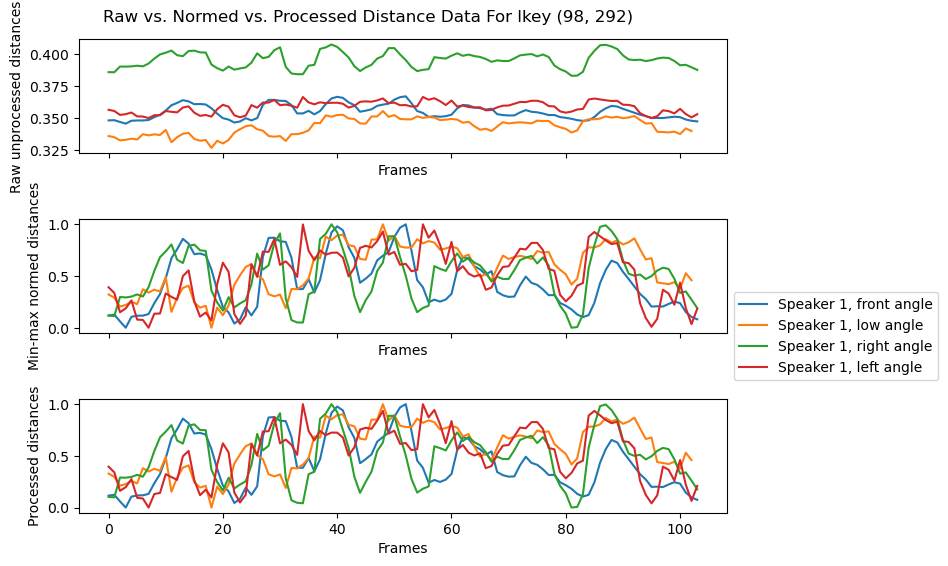 Raw vs. Normed vs. Processed Distance Data For Ikey (98, 292)
Raw unprocessed distances
0.400
0.375
0.350
0.325
Frames
Min-max normed distances
1.0
0.5
0.0
Frames
Speaker 1, front angle
Speaker 1, low angle
Speaker 1, right angle
Speaker 1, left angle
Processed distances
1.0
0.5
0.0
0 20 40 60 80 100
Frames